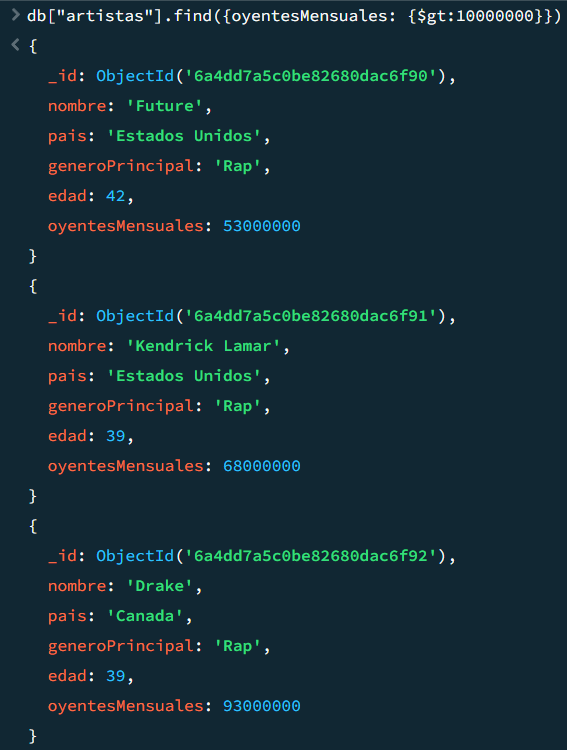 > db["artistas"].find({oyentesMensuales: {$gt:10000000}})
< {
_id: ObjectId('6a4dd7a5c0be82680dac6f90'),
nombre: 'Future',
pais: 'Estados Unidos',
generoPrincipal: 'Rap',
edad: 42,
oyentesMensuales: 53000000
}
{
_id: ObjectId('6a4dd7a5c0be82680dac6f91'),
nombre: 'Kendrick Lamar',
pais: 'Estados Unidos',
generoPrincipal: 'Rap',
edad: 39,
oyentesMensuales: 68000000
}
{
_id: ObjectId('6a4dd7a5c0be82680dac6f92'),
nombre: 'Drake',
pais: 'Canada',
generoPrincipal: 'Rap',
edad: 39,
oyentesMensuales: 93000000
}